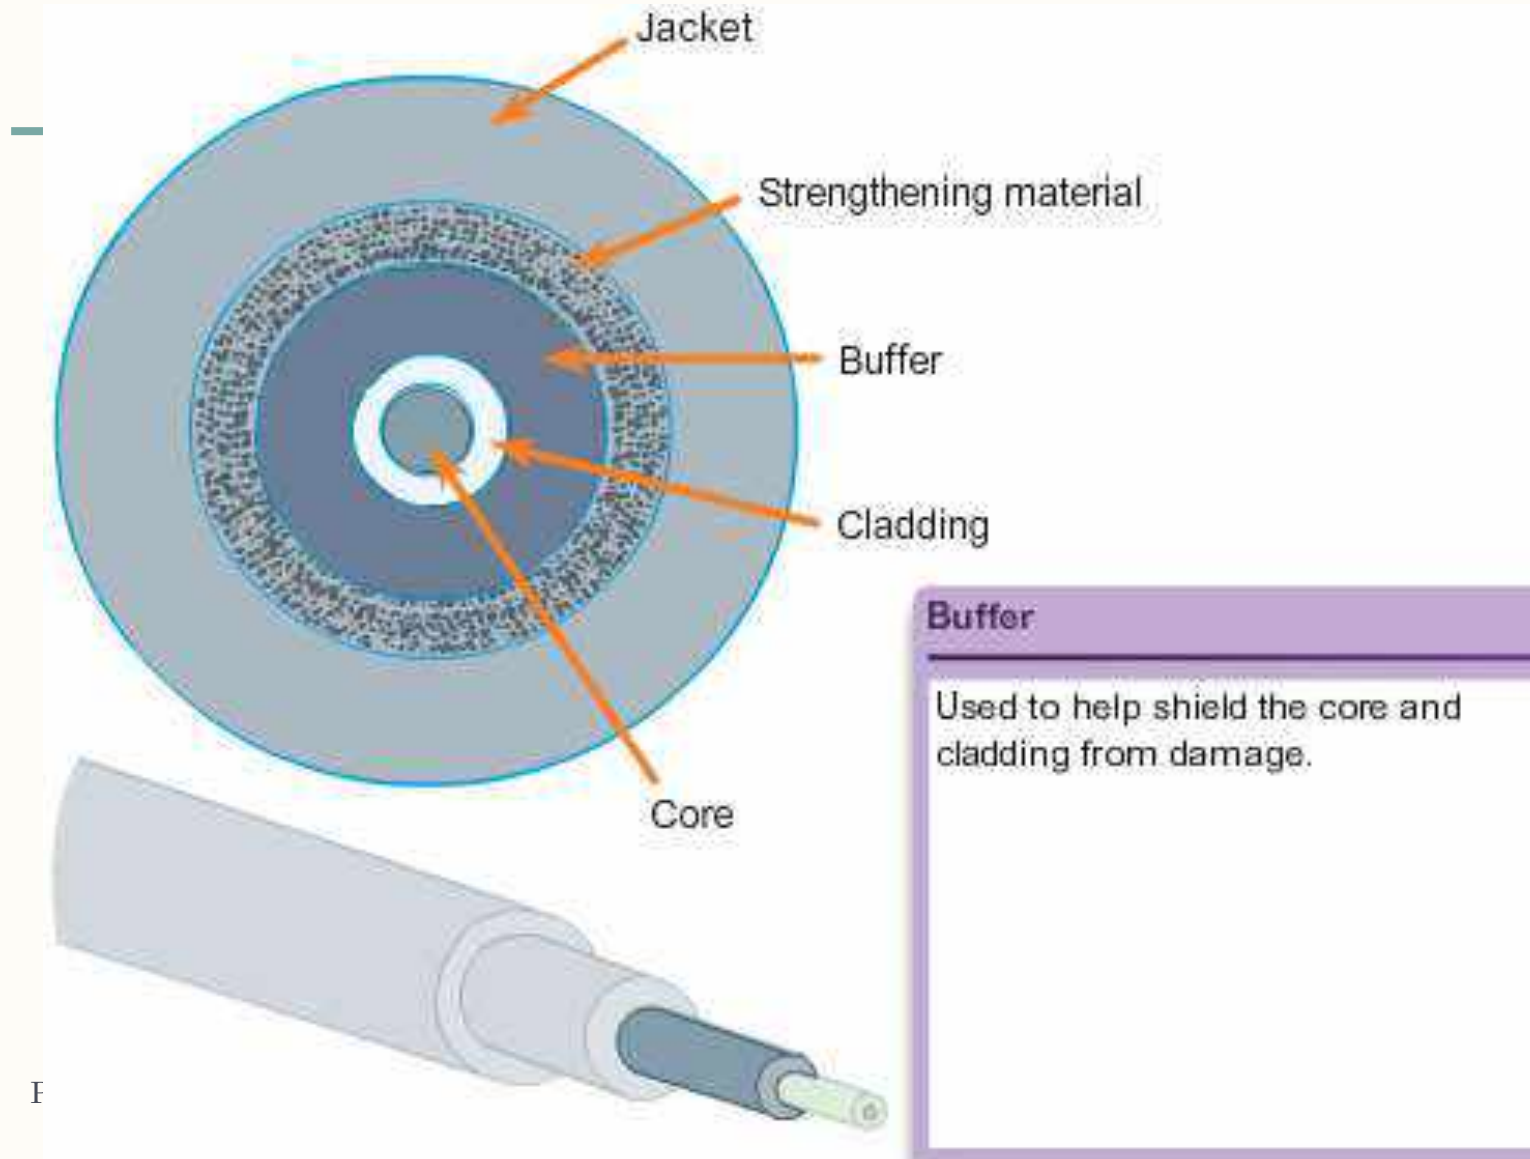 Jacket
Strengthening material
Buffer
Cladding
Core
Buffer
Used to help shield the core and
cladding from damage.